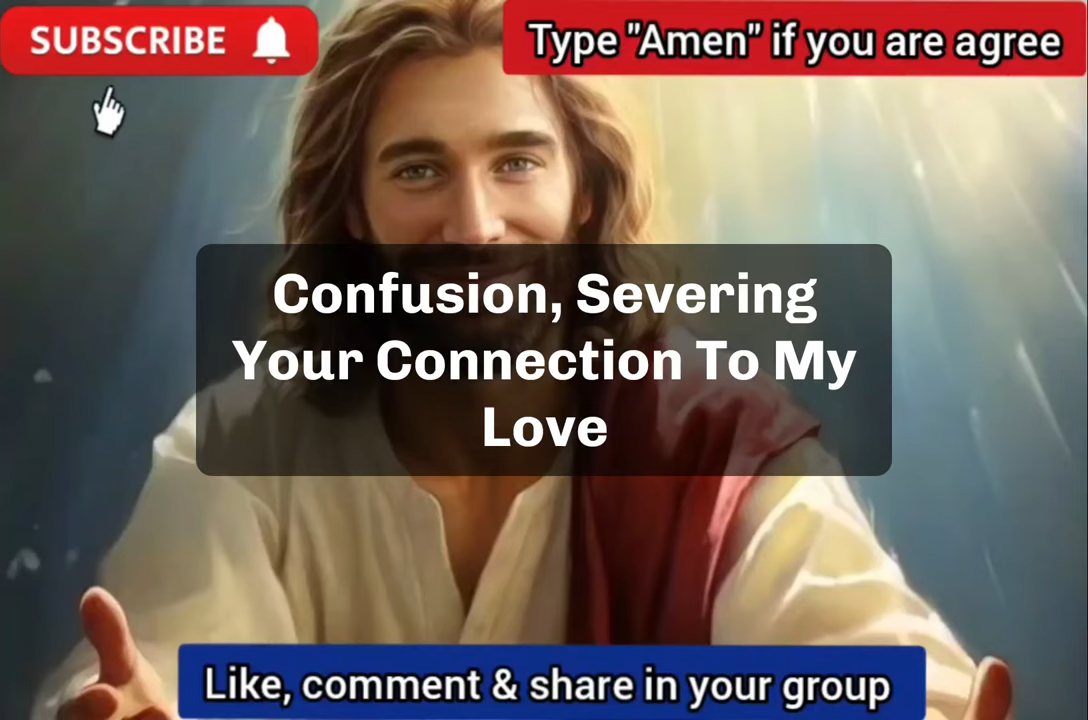 SUBSCRIBE
Type "Amen" if you are agree
Confusion, Severing
Your Connection To My
Love
Like, comment & share in your group